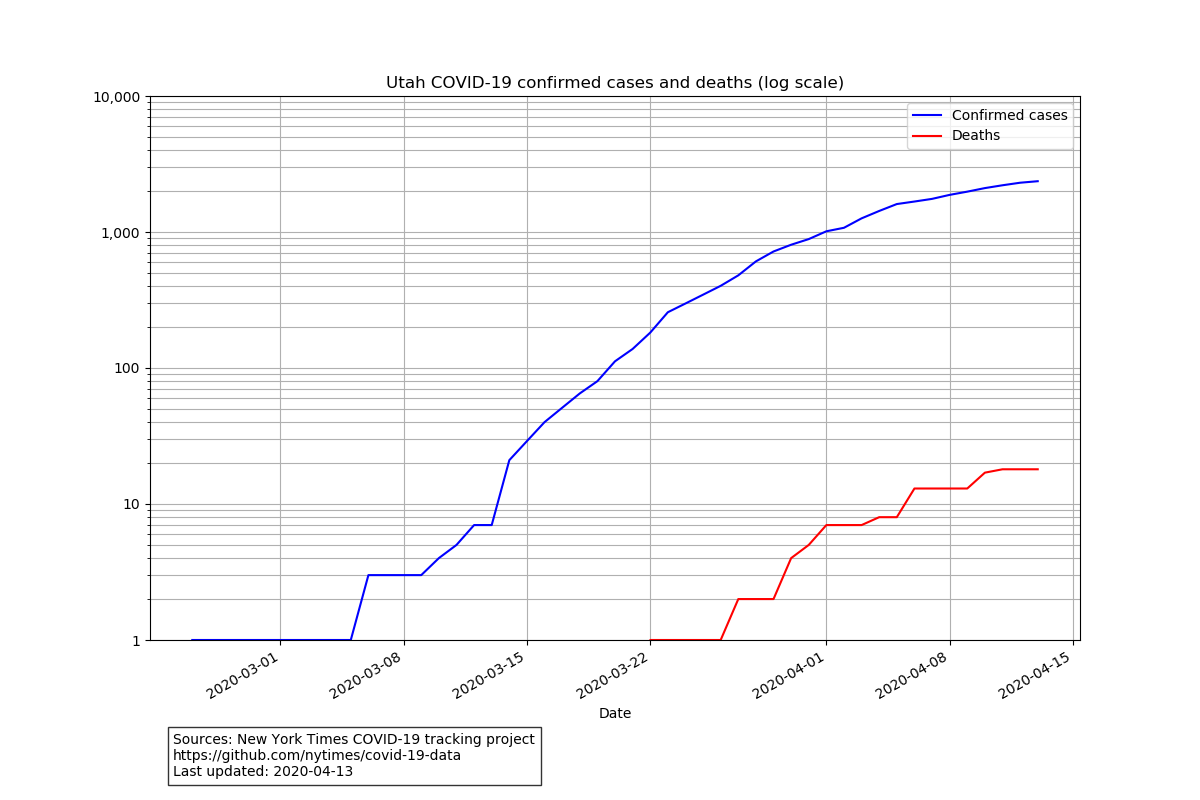 Utah COVID-19 confirmed cases and deaths (log scale)
10,000
1,000
100
10
1
Confirmed cases
Deaths
2020-03-01
2020-03-08
2020-03-15
2020-03-22
2020-04-01
2020-04-08
2020-04-15
Date
Sources: New York Times COVID-19 tracking project
https://github.com/nytimes/covid-19-data
Last updated: 2020-04-13